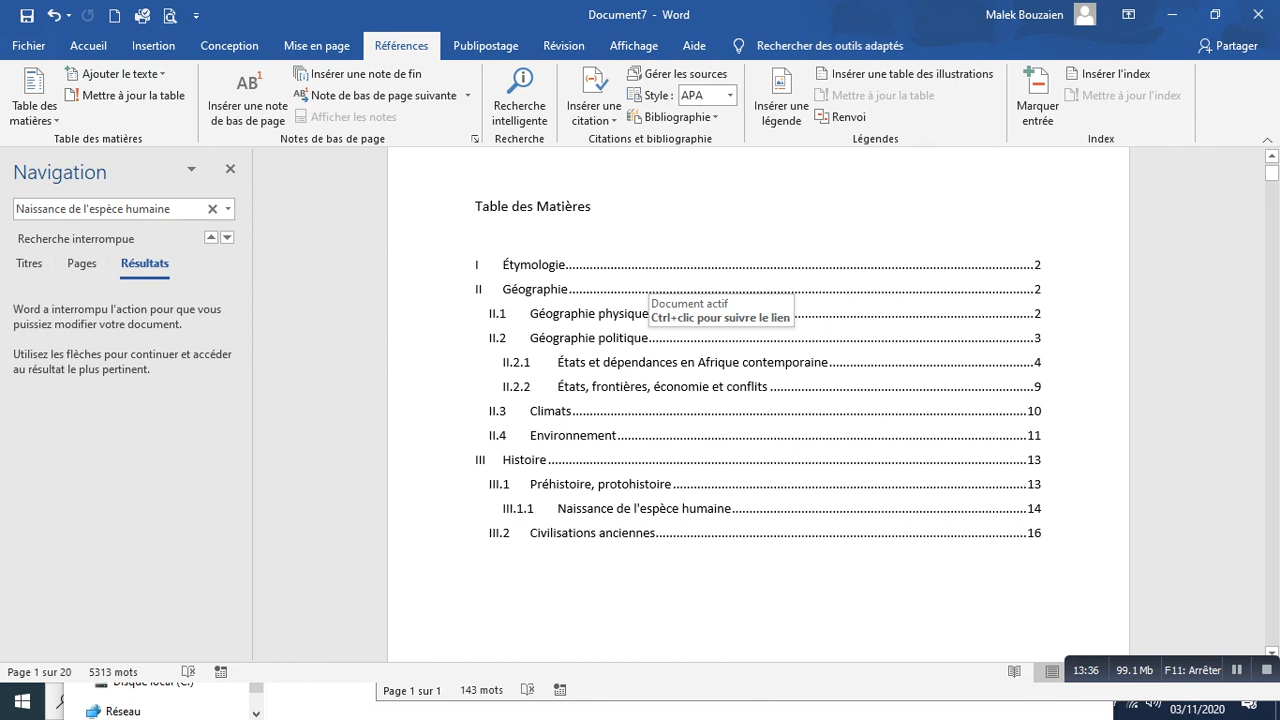 Document7 - Word
Malek Bouzaien
Fichier Accueil Insertion Conception Mise en page Références Publipostage Révision Affichage Aide Rechercher des outils adaptés Partager
Table des matières
Ajouter le texte
Mettre à jour la table
Table des matières
AB1
Insérer une note de bas de page
Insérer une note de fin
Note de bas de page suivante
Afficher les notes
Notes de bas de page
Recherche intelligente
Recherche
Insérer une citation
Gérer les sources
Style : APA
Bibliographie
Citations et bibliographie
Insérer une légende
Insérer une table des illustrations
Mettre à jour la table
Renvoi
Légendes
Marquer entrée
Insérer l'index
Mettre à jour l'index
Index
Navigation
Naissance de l'espèce humaine
Recherche interrompue
Titres Pages Résultats
Word a interrompu l'action pour que vous
puissiez modifier votre document.
Utilisez les flèches pour continuer et accéder
au résultat le plus pertinent.
Table des Matières
I Étymologie 2
II Géographie 2
Document actif
Ctrl+clic pour suivre le lien
II.1 Géographie physique 2
II.2 Géographie politique 3
II.2.1 États et dépendances en Afrique contemporaine 4
II.2.2 États, frontières, économie et conflits 9
II.3 Climats 10
II.4 Environnement 11
III Histoire 13
III.1 Préhistoire, protohistoire 13
III.1.1 Naissance de l'espèce humaine 14
III.2 Civilisations anciennes 16
Page 1 sur 20 5313 mots
13:36 99.1 Mb F11: Arrêter
Page 1 sur 1 143 mots
Réseau
03/11/2020